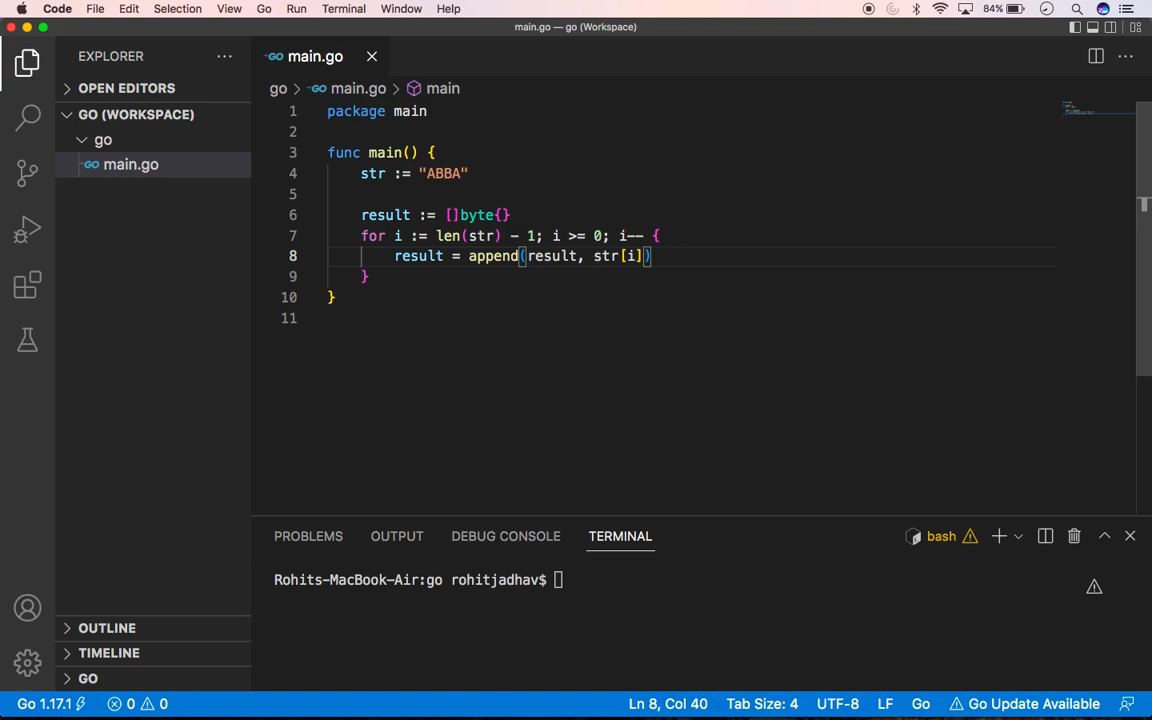 Code File Edit Selection View Go Run Terminal Window Help 84%
main.go — go (Workspace)
EXPLORER
OPEN EDITORS
GO (WORKSPACE)
go
main.go
OUTLINE
TIMELINE
GO
main.go
go > main.go > main
1 package main
2
3 func main() {
4 str := "ABBA"
5
6 result := []byte{}
7 for i := len(str) - 1; i >= 0; i-- {
8 result = append(result, str[i])
9 }
10 }
11
PROBLEMS OUTPUT DEBUG CONSOLE TERMINAL bash
Rohits-MacBook-Air:go rohitjadhav$
Go 1.17.1 0 0 Ln 8, Col 40 Tab Size: 4 UTF-8 LF Go Go Update Available